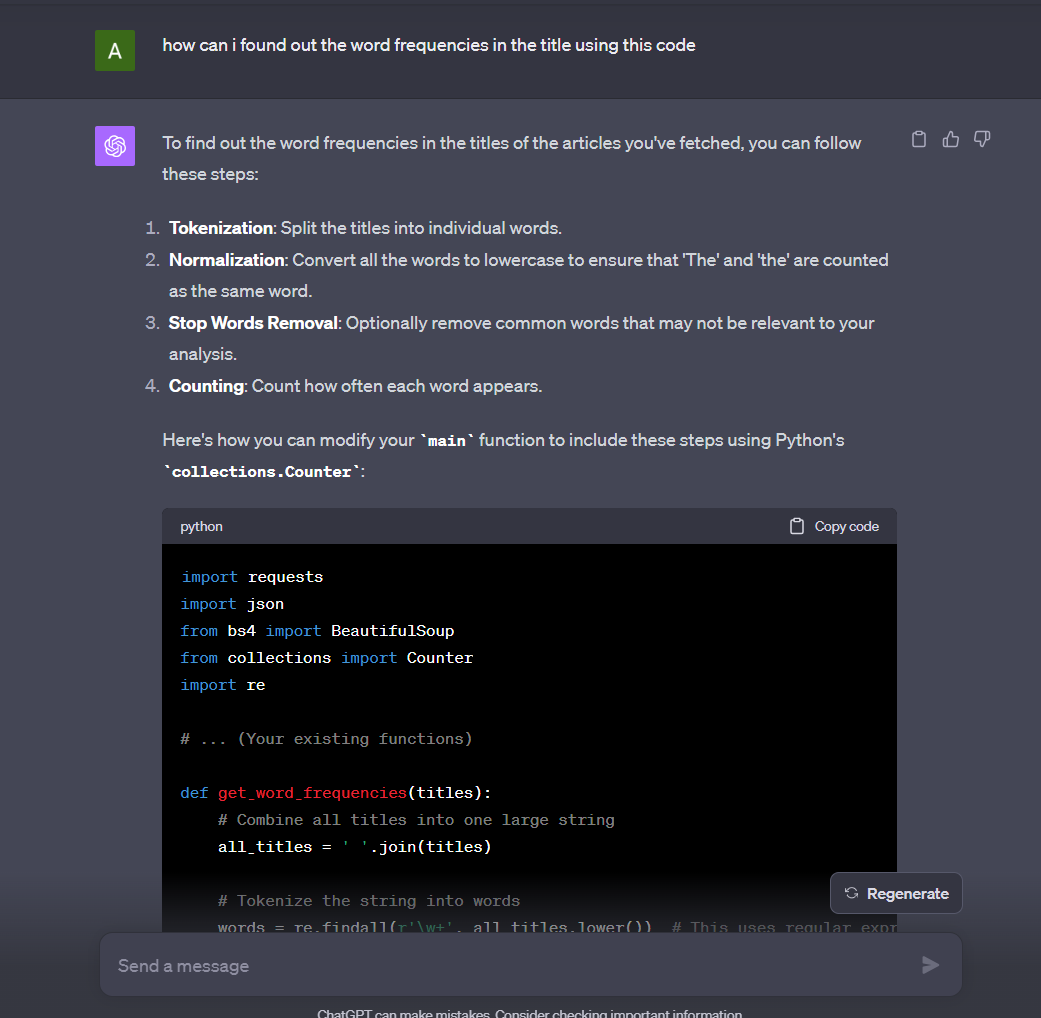 A
how can i found out the word frequencies in the title using this code
To find out the word frequencies in the titles of the articles you've fetched, you can follow
these steps:
1. Tokenization: Split the titles into individual words.
2. Normalization: Convert all the words to lowercase to ensure that 'The' and 'the' are counted
as the same word.
3. Stop Words Removal: Optionally remove common words that may not be relevant to your
analysis.
4. Counting: Count how often each word appears.
Here's how you can modify your `main` function to include these steps using Python's
`collections.Counter`:
python Copy code
import requests
import json
from bs4 import BeautifulSoup
from collections import Counter
import re
# ... (Your existing functions)
def get_word_frequencies(titles):
# Combine all titles into one large string
all_titles = ' '.join(titles)
# Tokenize the string into words
Regenerate
words = re.findall(r'\w+', all_titles.lower()) # This uses regular expr
Send a message
ChatGPT can make mistakes. Consider checking important information.